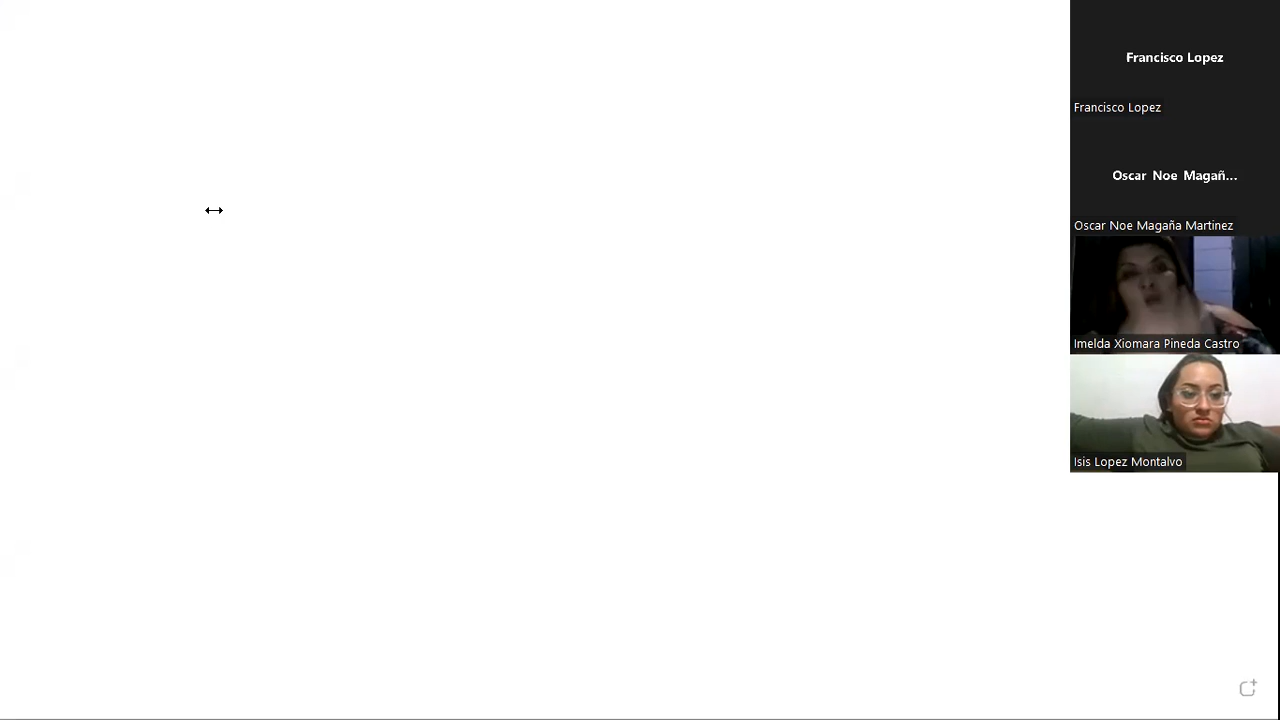 Francisco Lopez
Francisco Lopez
Oscar Noe Magañ...
Oscar Noe Magaña Martinez
Imelda Xiomara Pineda Castro
Isis Lopez Montalvo